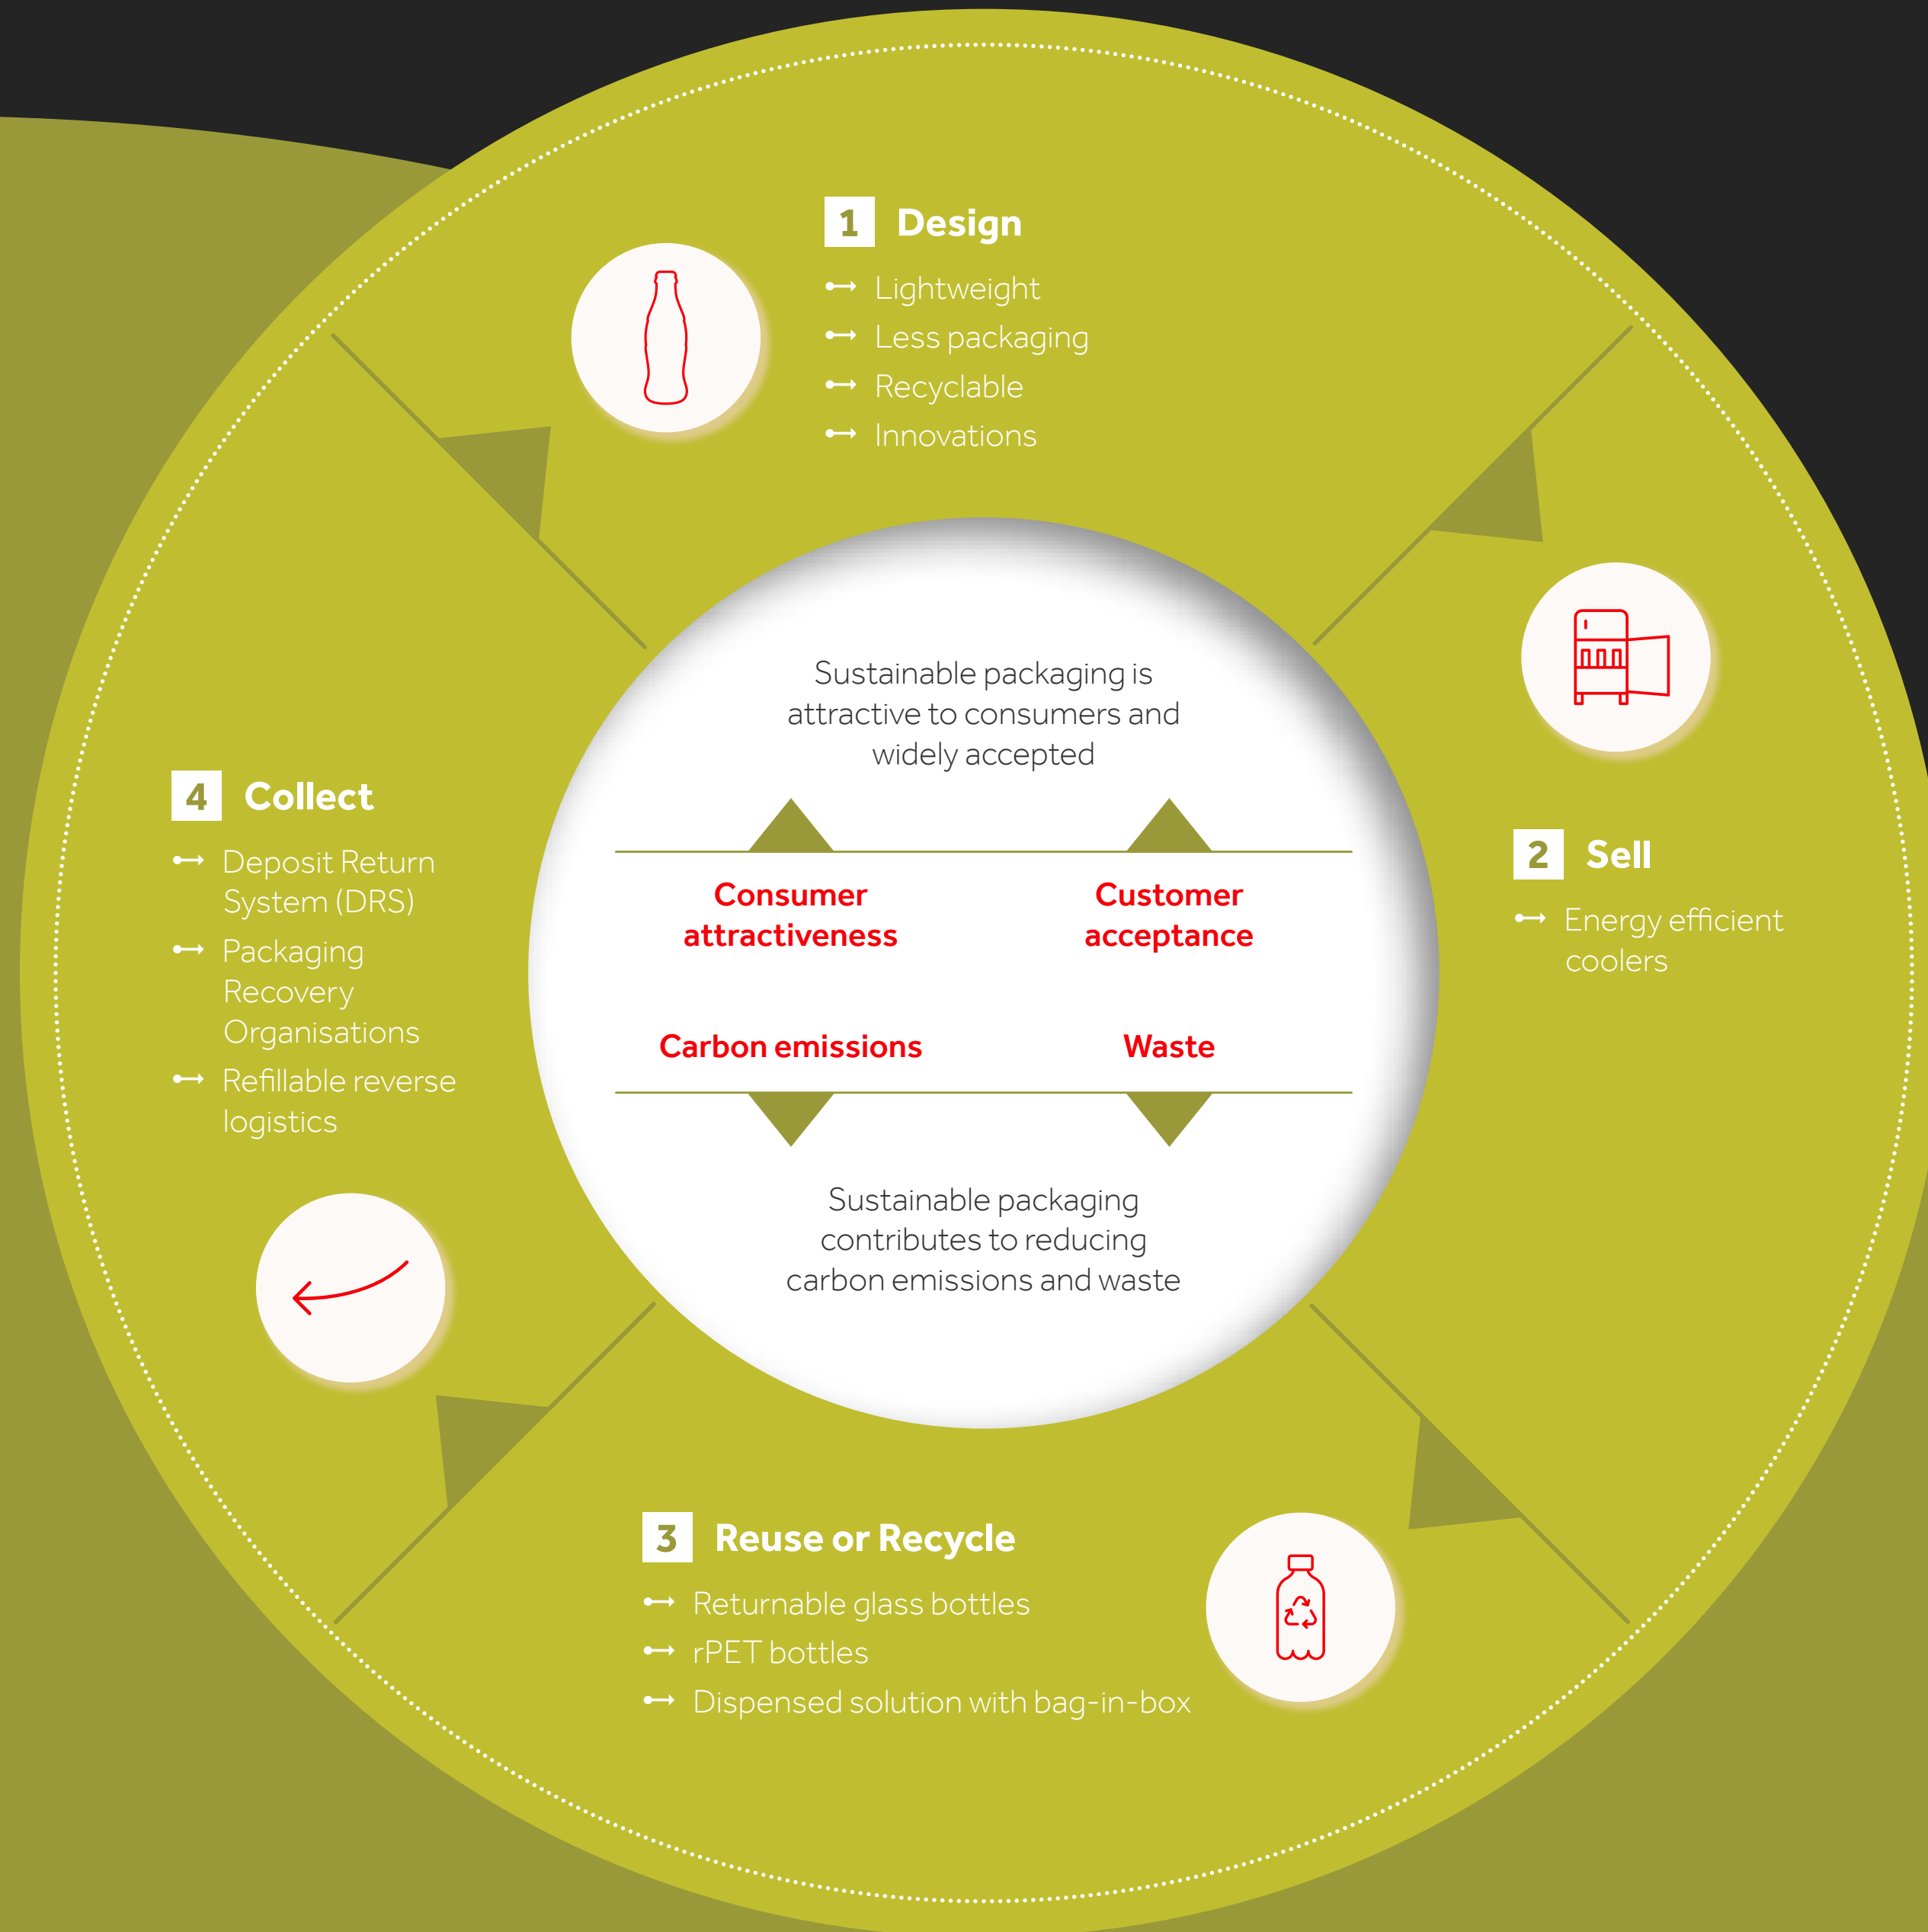 1 Design
Lightweight
Less packaging
Recyclable
Innovations
Sustainable packaging is
attractive to consumers and
widely accepted
Consumer
attractiveness
Customer
acceptance
Carbon emissions
Waste
Sustainable packaging
contributes to reducing
carbon emissions and waste
2 Sell
Energy efficient
coolers
3 Reuse or Recycle
Returnable glass bottles
rPET bottles
Dispensed solution with bag-in-box
4 Collect
Deposit Return
System (DRS)
Packaging
Recovery
Organisations
Refillable reverse
logistics